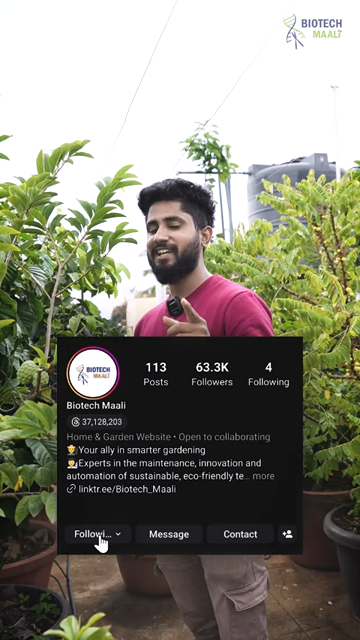 BIOTECH
MAALI
BIOTECH
MAALI
113
Posts
63.3K
Followers
4
Following
Biotech Maali
37,128,203
Home & Garden Website • Open to collaborating
👨‍🌾Your ally in smarter gardening
👩‍🔬Experts in the maintenance, innovation and
automation of sustainable, eco-friendly te... more
linktr.ee/Biotech_Maali
Followi...
Message
Contact